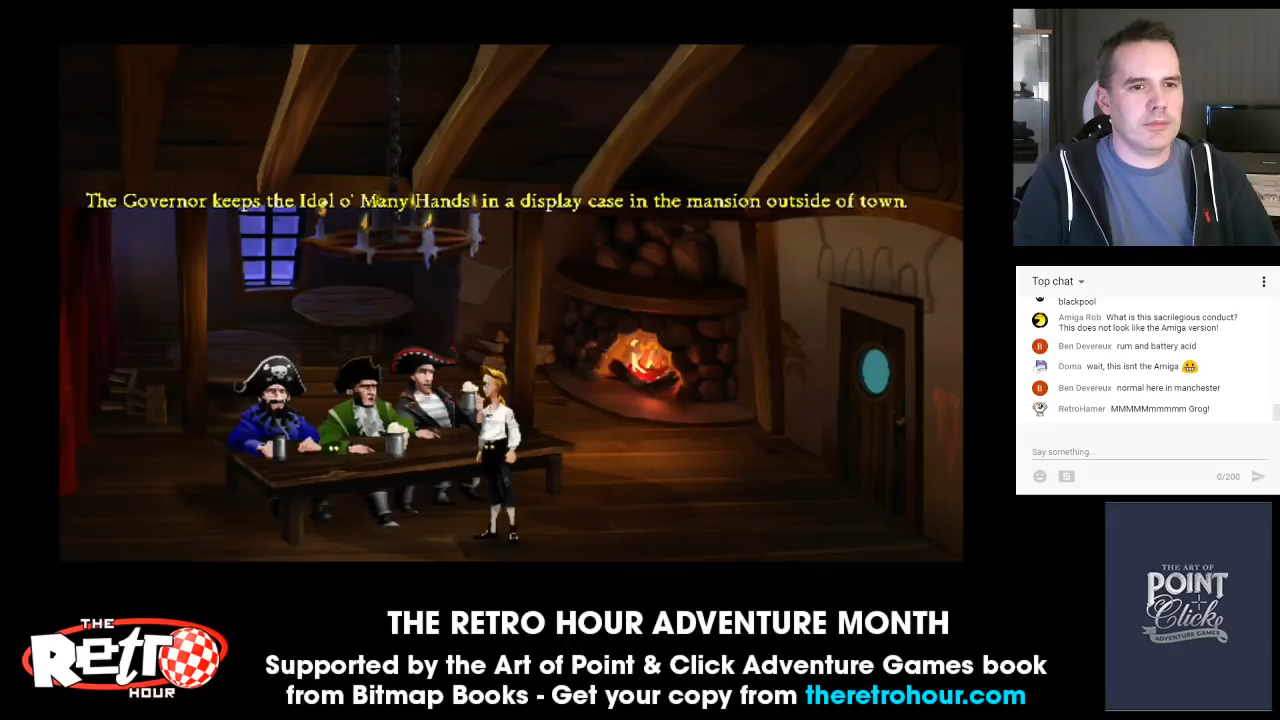 The Governor keeps the Idol o' Many Hands in a display case in the mansion outside of town.
Top chat
blackpool
Amiga Rob What is this sacrilegious conduct?
This does not look like the Amiga version!
B Ben Devereux rum and battery acid
Doma wait, this isnt the Amiga 😀
B Ben Devereux normal here in manchester
RetroHamer MMMMMmmmmm Grog!
Say something...
S
0/200
THE ART OF
POINT
Click
ADVENTURE GAMES
THE
Retro
HOUR
THE RETRO HOUR ADVENTURE MONTH
Supported by the Art of Point & Click Adventure Games book
from Bitmap Books - Get your copy from theretrohour.com